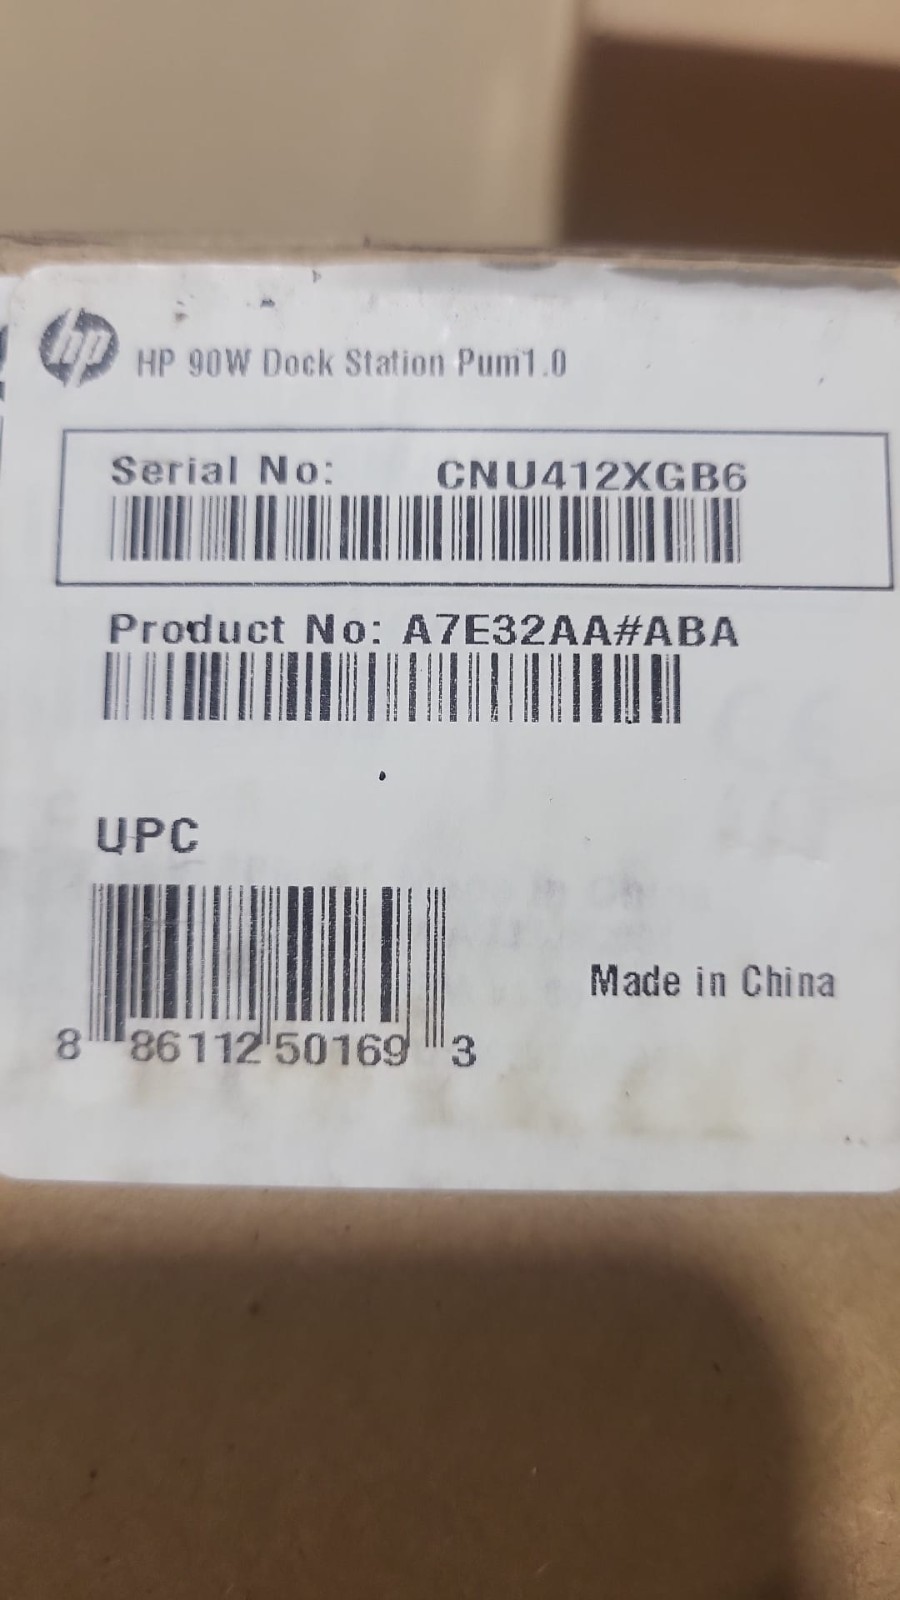 hp HP 90W Dock Station Pum1.0
Serial No: CNU412XGB6
Product No: A7E32AA#ABA
UPC
Made in China
8 86112 50169 3